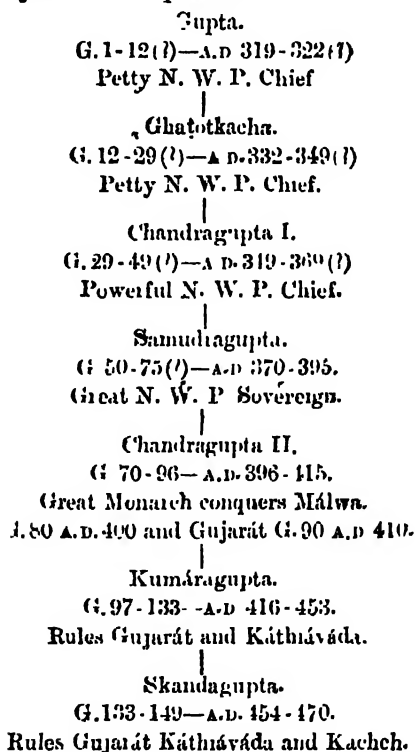 Gupta.
G. 1-12(?)—A.D 319-322(?)
Petty N. W. P. Chief
Ghatotkacha.
G. 12-29(?)—A D. 332-349(?)
Petty N. W. P. Chief.
Chandragupta I.
G. 29-49(?)—A D. 349-369(?)
Powerful N. W. P. Chief.
Samudragupta.
G 50-75(?)—A.D 370-395.
Great N. W. P Sovereign.
Chandragupta II.
G 70-96—A.D. 396-415.
Great Monarch conquers Málwa.
G. 80 A.D. 400 and Gujarát G. 90 A.D 410.
Kumáragupta.
G. 97-133--A.D 416-453.
Rules Gujarát and Káthiáváda.
Skandagupta.
G. 133-149—A.D. 454-470.
Rules Gujarát Káthiáváda and Kachch.